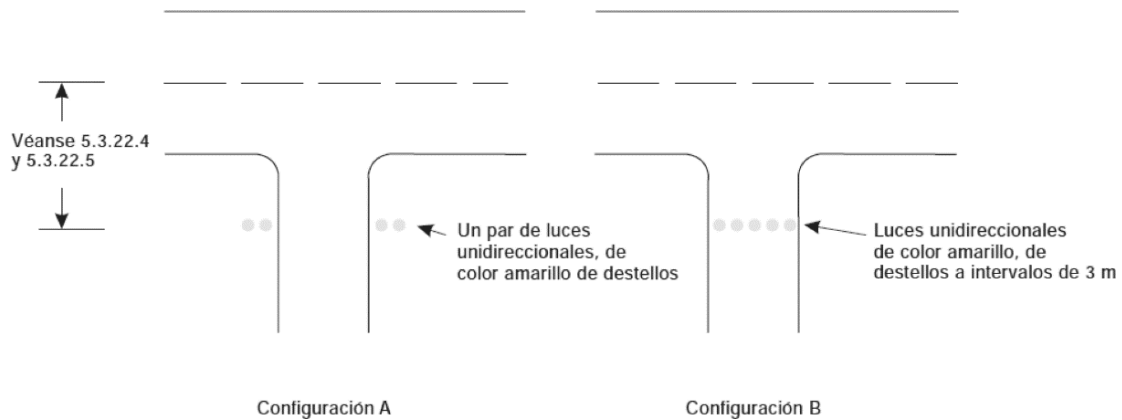 Véanse 5.3.22.4
y 5.3.22.5
Un par de luces
unidireccionales, de
color amarillo de destellos
Luces unidireccionales
de color amarillo, de
destellos a intervalos de 3 m
Configuración A
Configuración B